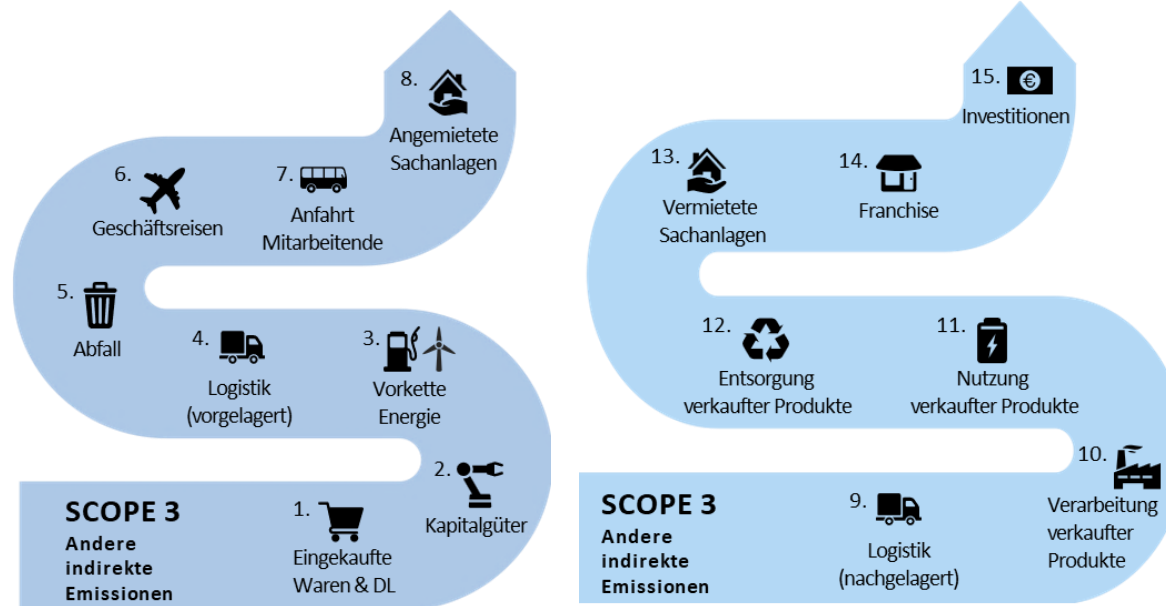 SCOPE 3
Andere
indirekte
Emissionen
1.
Eingekaufte
Waren & DL
2.
Kapitalgüter
3.
Vorkette
Energie
4.
Logistik
(vorgelagert)
5.
Abfall
6.
Geschäftsreisen
7.
Anfahrt
Mitarbeitende
8.
Angemietete
Sachanlagen
SCOPE 3
Andere
indirekte
Emissionen
9.
Logistik
(nachgelagert)
10.
Verarbeitung
verkaufter
Produkte
11.
Nutzung
verkaufter Produkte
12.
Entsorgung
verkaufter Produkte
13.
Vermietete
Sachanlagen
14.
Franchise
15.
€
Investitionen